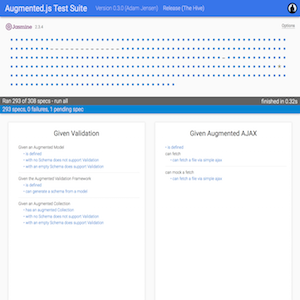 Augmented.js Test Suite Version 0.3.0 (Adam Jensen) Release (The Hive)
Jasmine 2.3.4 Options
Ran 293 of 308 specs - run all finished in 0.32s
293 specs, 0 failures, 1 pending spec
Given Validation
Given an Augmented Model
- is defined
- with no Schema does not support Validation
- with an empty Schema does not support Validation
Given the Augmented Validation Framework
- is defined
- can generate a schema from a model
Given an Augmented Collection
- has an augmented Collection
- with no Schema does not support Validation
- with an empty Schema does not support Validation
Given Augmented AJAX
- is defined
can fetch
- can fetch a file via simple ajax
can mock a fetch
- can fetch a file via simple ajax